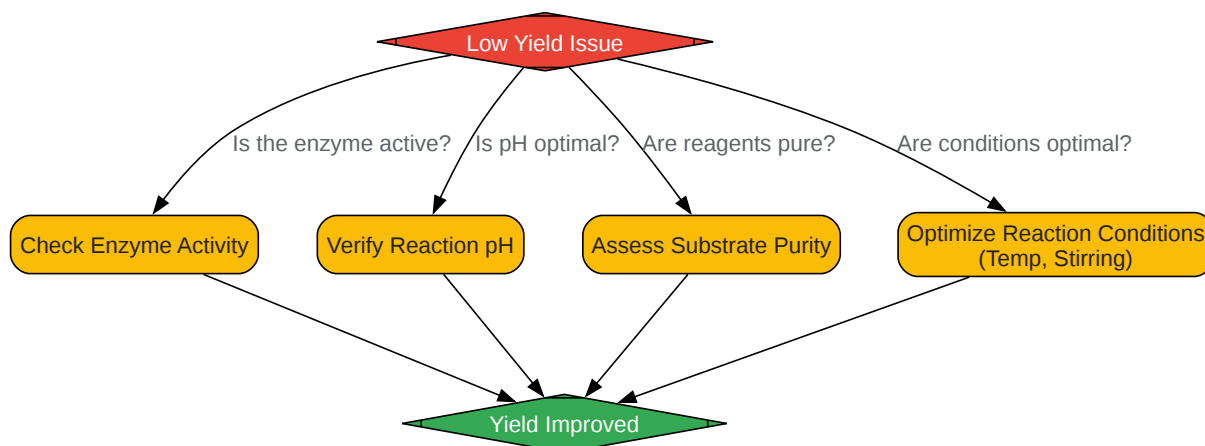 Low Yield Issue
Is the enzyme active?
Is pH optimal?
Are reagents pure?
Are conditions optimal?
Check Enzyme Activity
Verify Reaction pH
Assess Substrate Purity
Optimize Reaction Conditions
(Temp, Stirring)
Yield Improved